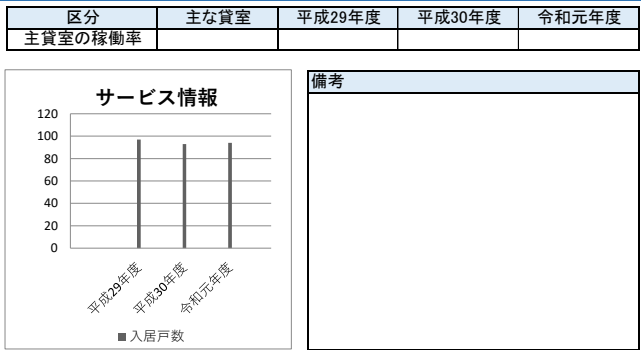 区分 主な貸室 平成29年度 平成30年度 令和元年度
主貸室の稼働率
サービス情報
120
100
80
60
40
20
0
平成29年度 平成30年度 令和元年度
■入居戸数
備考